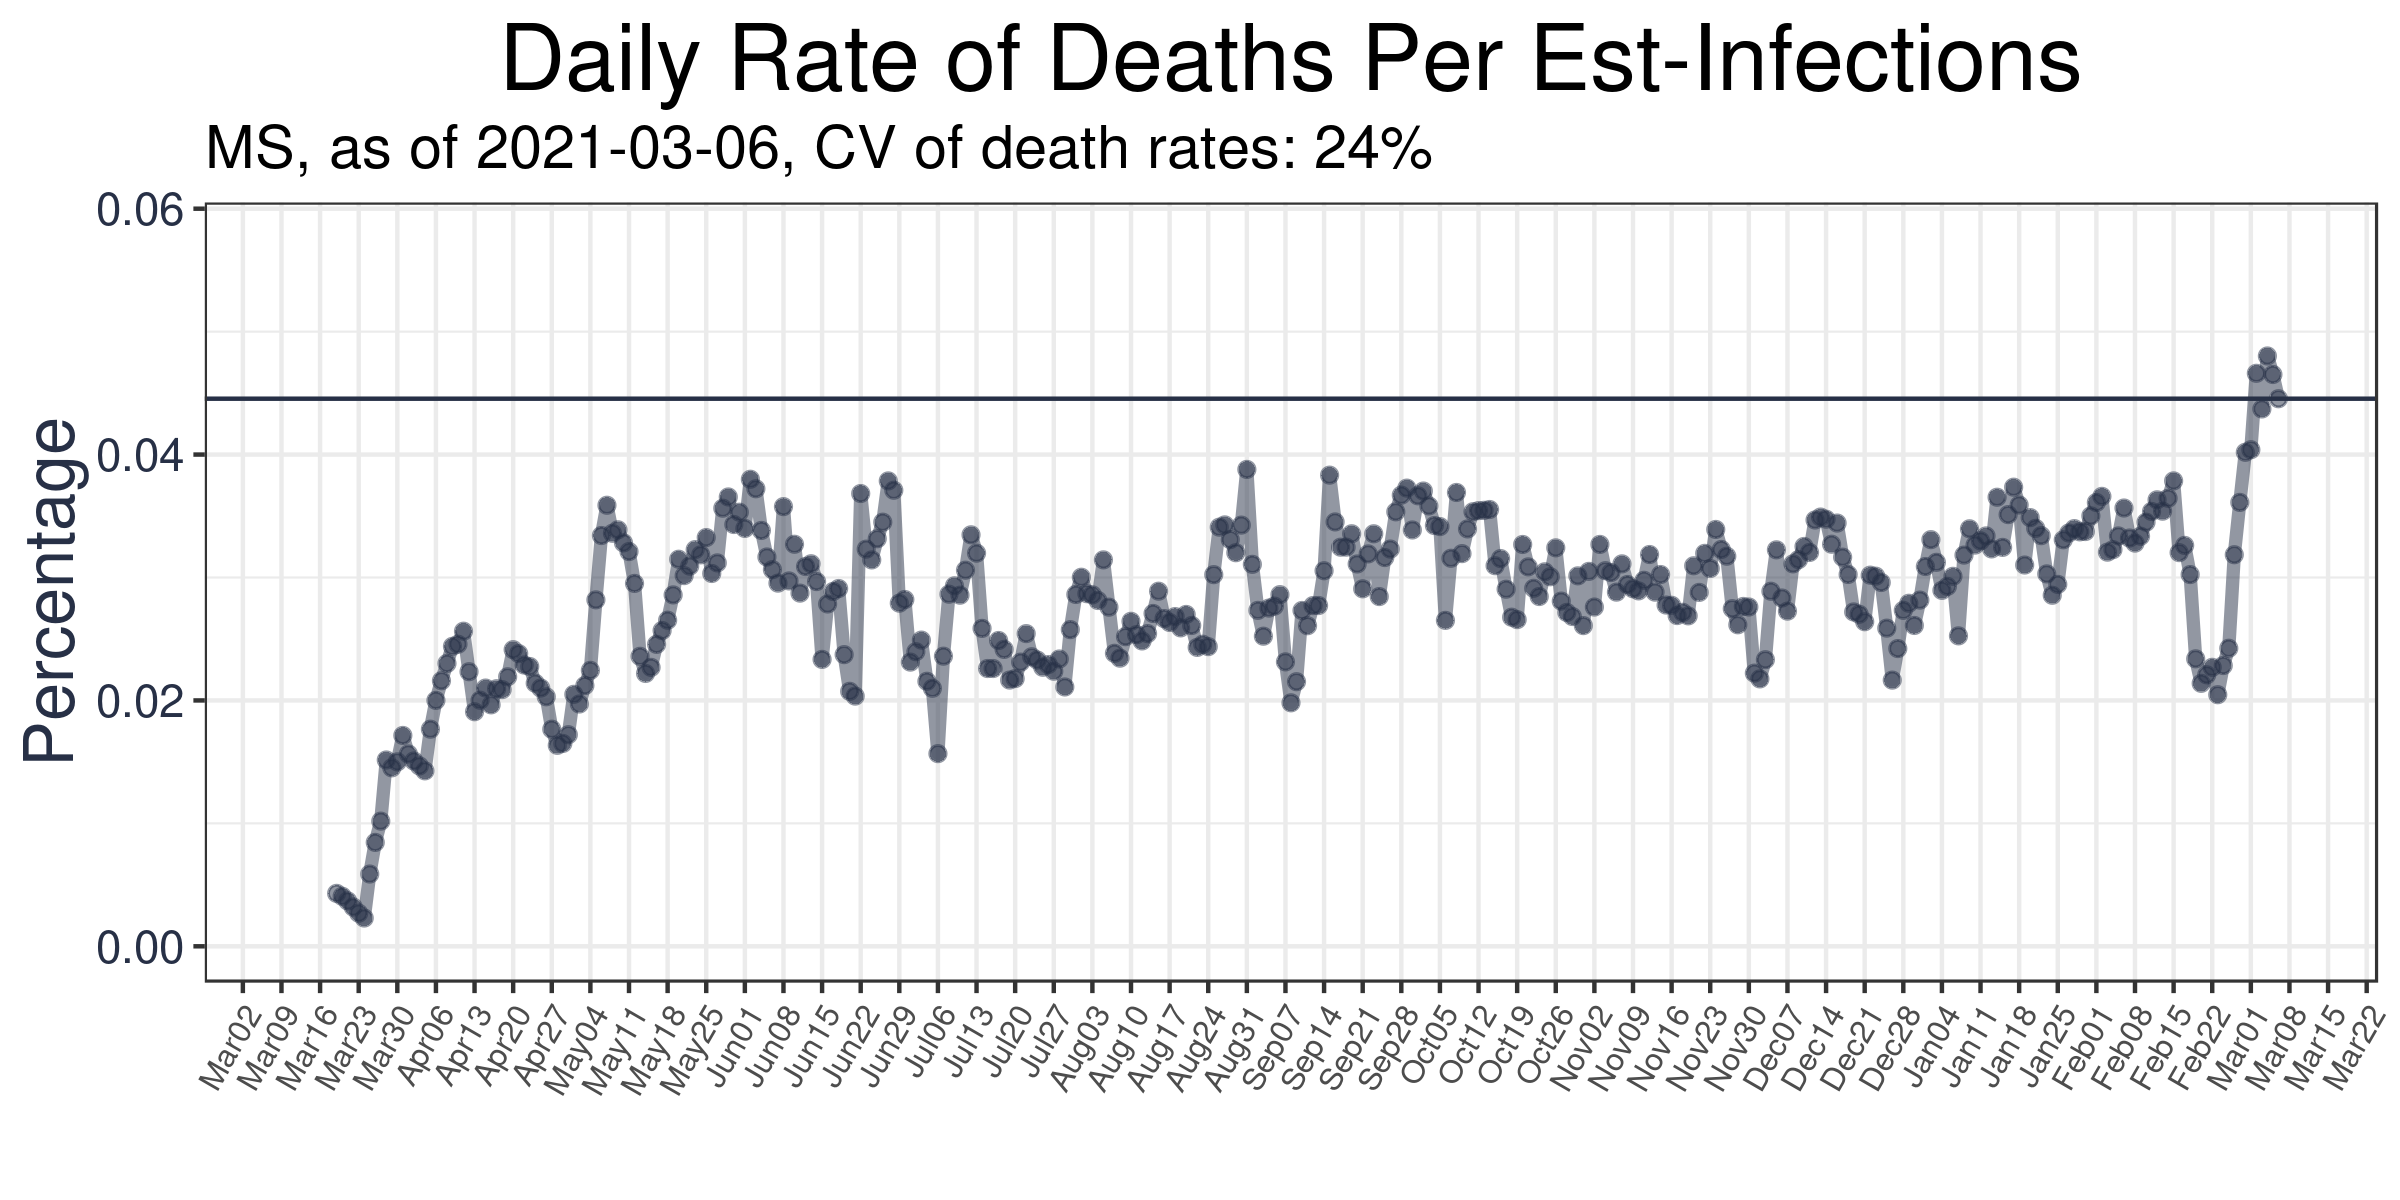 Daily Rate of Deaths Per Est-Infections
MS, as of 2021-03-06, CV of death rates: 24%
Percentage
0.06
0.04
0.02
0.00
Mar02
Mar09
Mar16
Mar23
Mar30
Apr06
Apr13
Apr20
Apr27
May04
May11
May18
May25
Jun01
Jun08
Jun15
Jun22
Jun29
Jul06
Jul13
Jul20
Jul27
Aug03
Aug10
Aug17
Aug24
Aug31
Sep07
Sep14
Sep21
Sep28
Oct05
Oct12
Oct19
Oct26
Nov02
Nov09
Nov16
Nov23
Nov30
Dec07
Dec14
Dec21
Dec28
Jan04
Jan11
Jan18
Jan25
Feb01
Feb08
Feb15
Feb22
Mar01
Mar08
Mar15
Mar22